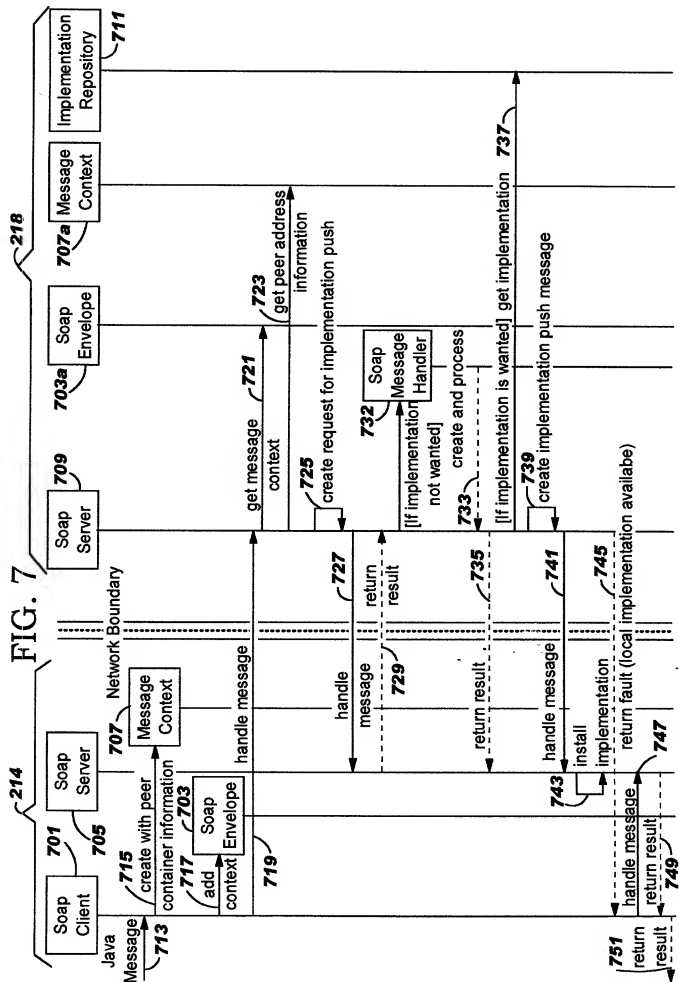 FIG. 7
214
218
701
Soap
Client
705
Soap
Server
Network Boundary
709
Soap
Server
703a
Soap
Envelope
707a
Message
Context
711
Implementation
Repository
Java
Message
713
715
create with peer
container information
707
Message
Context
717
add
context
703
Soap
Envelope
719
handle message
get message
context
721
723
get peer address
information
725
create request for implementation push
727
handle
message
729
return
result
732
Soap
Message
Handler
[If implementation
not wanted]
create and process
733
735
return result
[If implementation is wanted] get implementation
737
739
create implementation push message
741
handle message
743
install
implementation
745
return fault (local implementation availabe)
747
handle message
return result
749
751
return
result